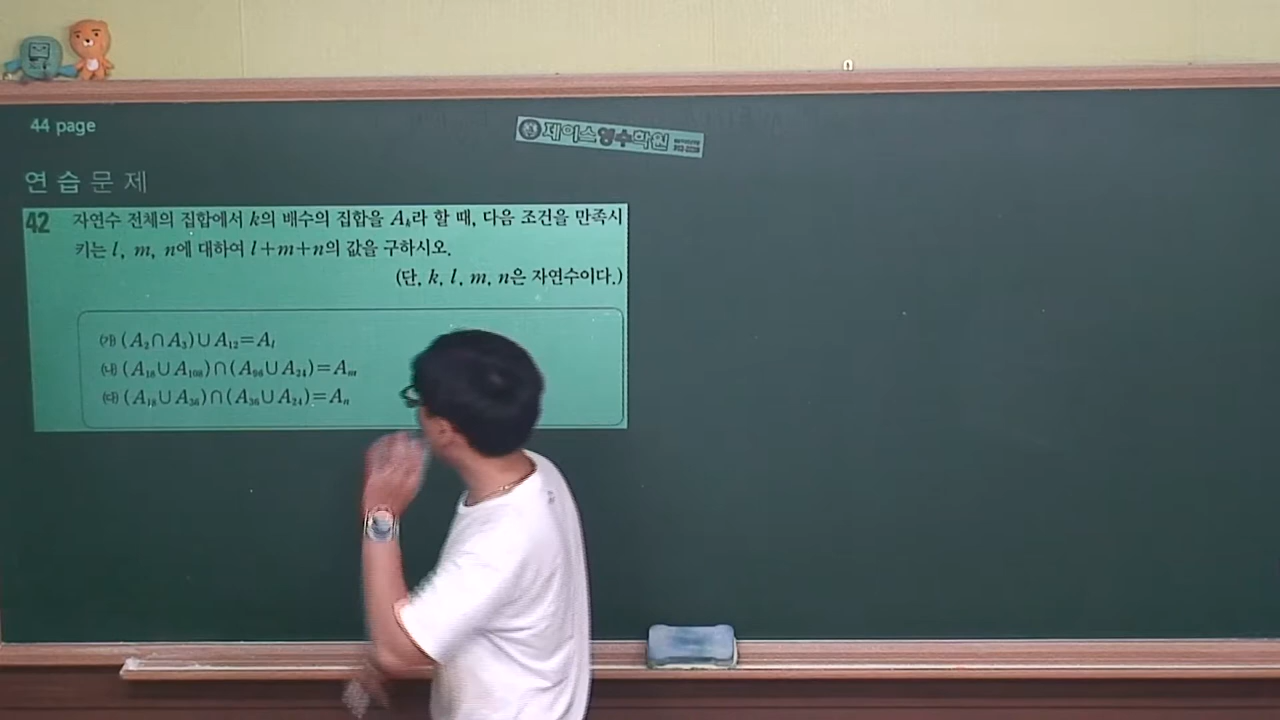 44 page
제이스영수학원
연습문제
42 자연수 전체의 집합에서 k의 배수의 집합을 Aₖ라 할 때, 다음 조건을 만족시
키는 l, m, n에 대하여 l+m+n의 값을 구하시오.
(단, k, l, m, n은 자연수이다.)
㈎ (A₂∩A₃)∪A₁₂=Aₗ
㈏ (A₁₈∪A₁₀₈)∩(A₉₆∪A₂₄)=Aₘ
㈐ (A₁₈∪A₃₆)∩(A₃₆∪A₂₄)=Aₙ